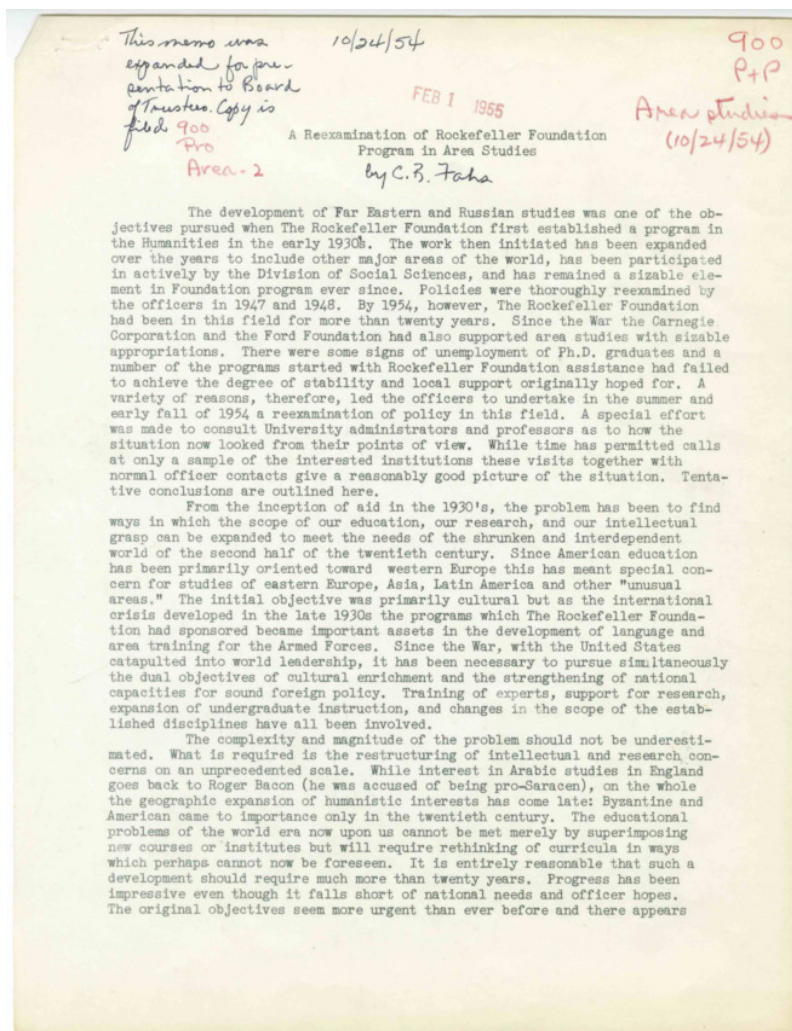 This memo was
expanded for pre-
sentation to Board
of Trustees. Copy is
filed 900
Pro
Area-2
10/24/54
900
P+P
Area studies
(10/24/54)
FEB 1 1955
A Reexamination of Rockefeller Foundation
Program in Area Studies
by C. B. Fahs
The development of Far Eastern and Russian studies was one of the ob-
jectives pursued when The Rockefeller Foundation first established a program in
the Humanities in the early 1930s. The work then initiated has been expanded
over the years to include other major areas of the world, has been participated
in actively by the Division of Social Sciences, and has remained a sizable ele-
ment in Foundation program ever since. Policies were thoroughly reexamined by
the officers in 1947 and 1948. By 1954, however, The Rockefeller Foundation
had been in this field for more than twenty years. Since the War the Carnegie
Corporation and the Ford Foundation had also supported area studies with sizable
appropriations. There were some signs of unemployment of Ph.D. graduates and a
number of the programs started with Rockefeller Foundation assistance had failed
to achieve the degree of stability and local support originally hoped for. A
variety of reasons, therefore, led the officers to undertake in the summer and
early fall of 1954 a reexamination of policy in this field. A special effort
was made to consult University administrators and professors as to how the
situation now looked from their points of view. While time has permitted calls
at only a sample of the interested institutions these visits together with
normal officer contacts give a reasonably good picture of the situation. Tenta-
tive conclusions are outlined here.
From the inception of aid in the 1930's, the problem has been to find
ways in which the scope of our education, our research, and our intellectual
grasp can be expanded to meet the needs of the shrunken and interdependent
world of the second half of the twentieth century. Since American education
has been primarily oriented toward western Europe this has meant special con-
cern for studies of eastern Europe, Asia, Latin America and other "unusual
areas." The initial objective was primarily cultural but as the international
crisis developed in the late 1930s the programs which The Rockefeller Founda-
tion had sponsored became important assets in the development of language and
area training for the Armed Forces. Since the War, with the United States
catapulted into world leadership, it has been necessary to pursue simultaneously
the dual objectives of cultural enrichment and the strengthening of national
capacities for sound foreign policy. Training of experts, support for research,
expansion of undergraduate instruction, and changes in the scope of the estab-
lished disciplines have all been involved.
The complexity and magnitude of the problem should not be underesti-
mated. What is required is the restructuring of intellectual and research con-
cerns on an unprecedented scale. While interest in Arabic studies in England
goes back to Roger Bacon (he was accused of being pro-Saracen), on the whole
the geographic expansion of humanistic interests has come late: Byzantine and
American came to importance only in the twentieth century. The educational
problems of the world era now upon us cannot be met merely by superimposing
new courses or institutes but will require rethinking of curricula in ways
which perhaps cannot now be foreseen. It is entirely reasonable that such a
development should require much more than twenty years. Progress has been
impressive even though it falls short of national needs and officer hopes.
The original objectives seem more urgent than ever before and there appears